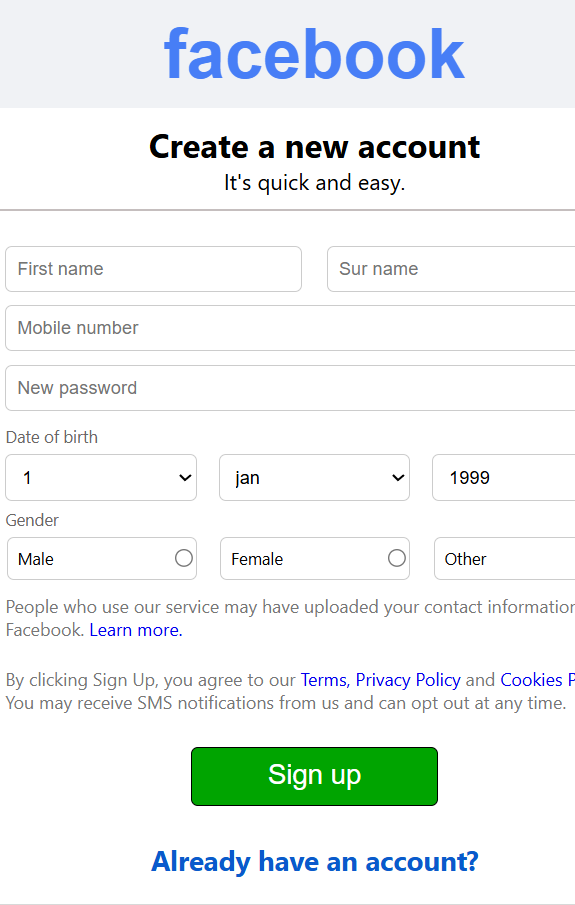 facebook
Create a new account
It's quick and easy.
First name Sur name
Mobile number
New password
Date of birth
1 jan 1999
Gender
Male Female Other
People who use our service may have uploaded your contact information
Facebook. Learn more.
By clicking Sign Up, you agree to our Terms, Privacy Policy and Cookies P
You may receive SMS notifications from us and can opt out at any time.
Sign up
Already have an account?